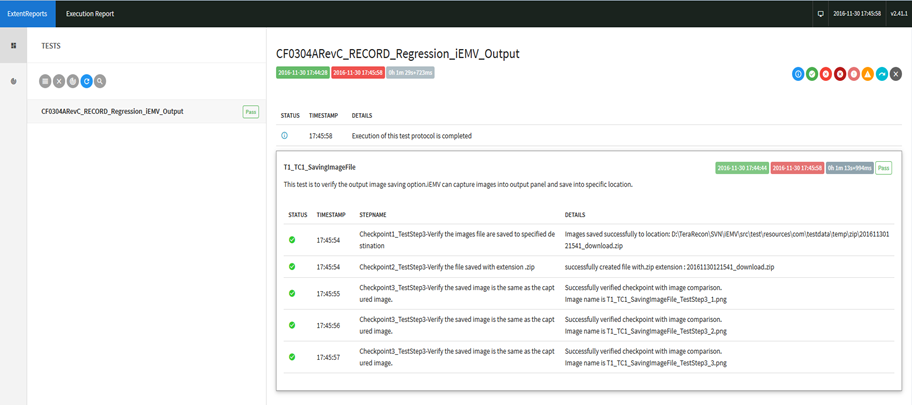 ExtentReports Execution Report 2016-11-30 17:45:58 v2.41.1
TESTS
CF0304ARevC_RECORD_Regression_iEMV_Output Pass
CF0304ARevC_RECORD_Regression_iEMV_Output
2016-11-30 17:44:28 2016-11-30 17:45:58 0h 1m 29s+723ms
STATUS TIMESTAMP DETAILS
17:45:58 Execution of this test protocol is completed
T1_TC1_SavingImageFile 2016-11-30 17:44:44 2016-11-30 17:45:58 0h 1m 13s+994ms Pass
This test is to verify the output image saving option.iEMV can capture images into output panel and save into specific location.
STATUS TIMESTAMP STEPNAME DETAILS
17:45:54 Checkpoint1_TestStep3-Verify the images file are saved to specified de
stination
Images saved successfully to location: D:\TeraRecon\SVN\iEMV\src\test\resources\com\testdata\temp\zip\201611301
21541_download.zip
17:45:54 Checkpoint2_TestStep3-Verify the file saved with extension .zip successfully created file with.zip extension : 20161130121541_download.zip
17:45:55 Checkpoint3_TestStep3-Verify the saved image is the same as the capt
ured image.
Successfully verified checkpoint with image comparison.
Image name is T1_TC1_SavingImageFile_TestStep3_1.png
17:45:56 Checkpoint3_TestStep3-Verify the saved image is the same as the capt
ured image.
Successfully verified checkpoint with image comparison.
Image name is T1_TC1_SavingImageFile_TestStep3_2.png
17:45:57 Checkpoint3_TestStep3-Verify the saved image is the same as the capt
ured image.
Successfully verified checkpoint with image comparison.
Image name is T1_TC1_SavingImageFile_TestStep3_3.png